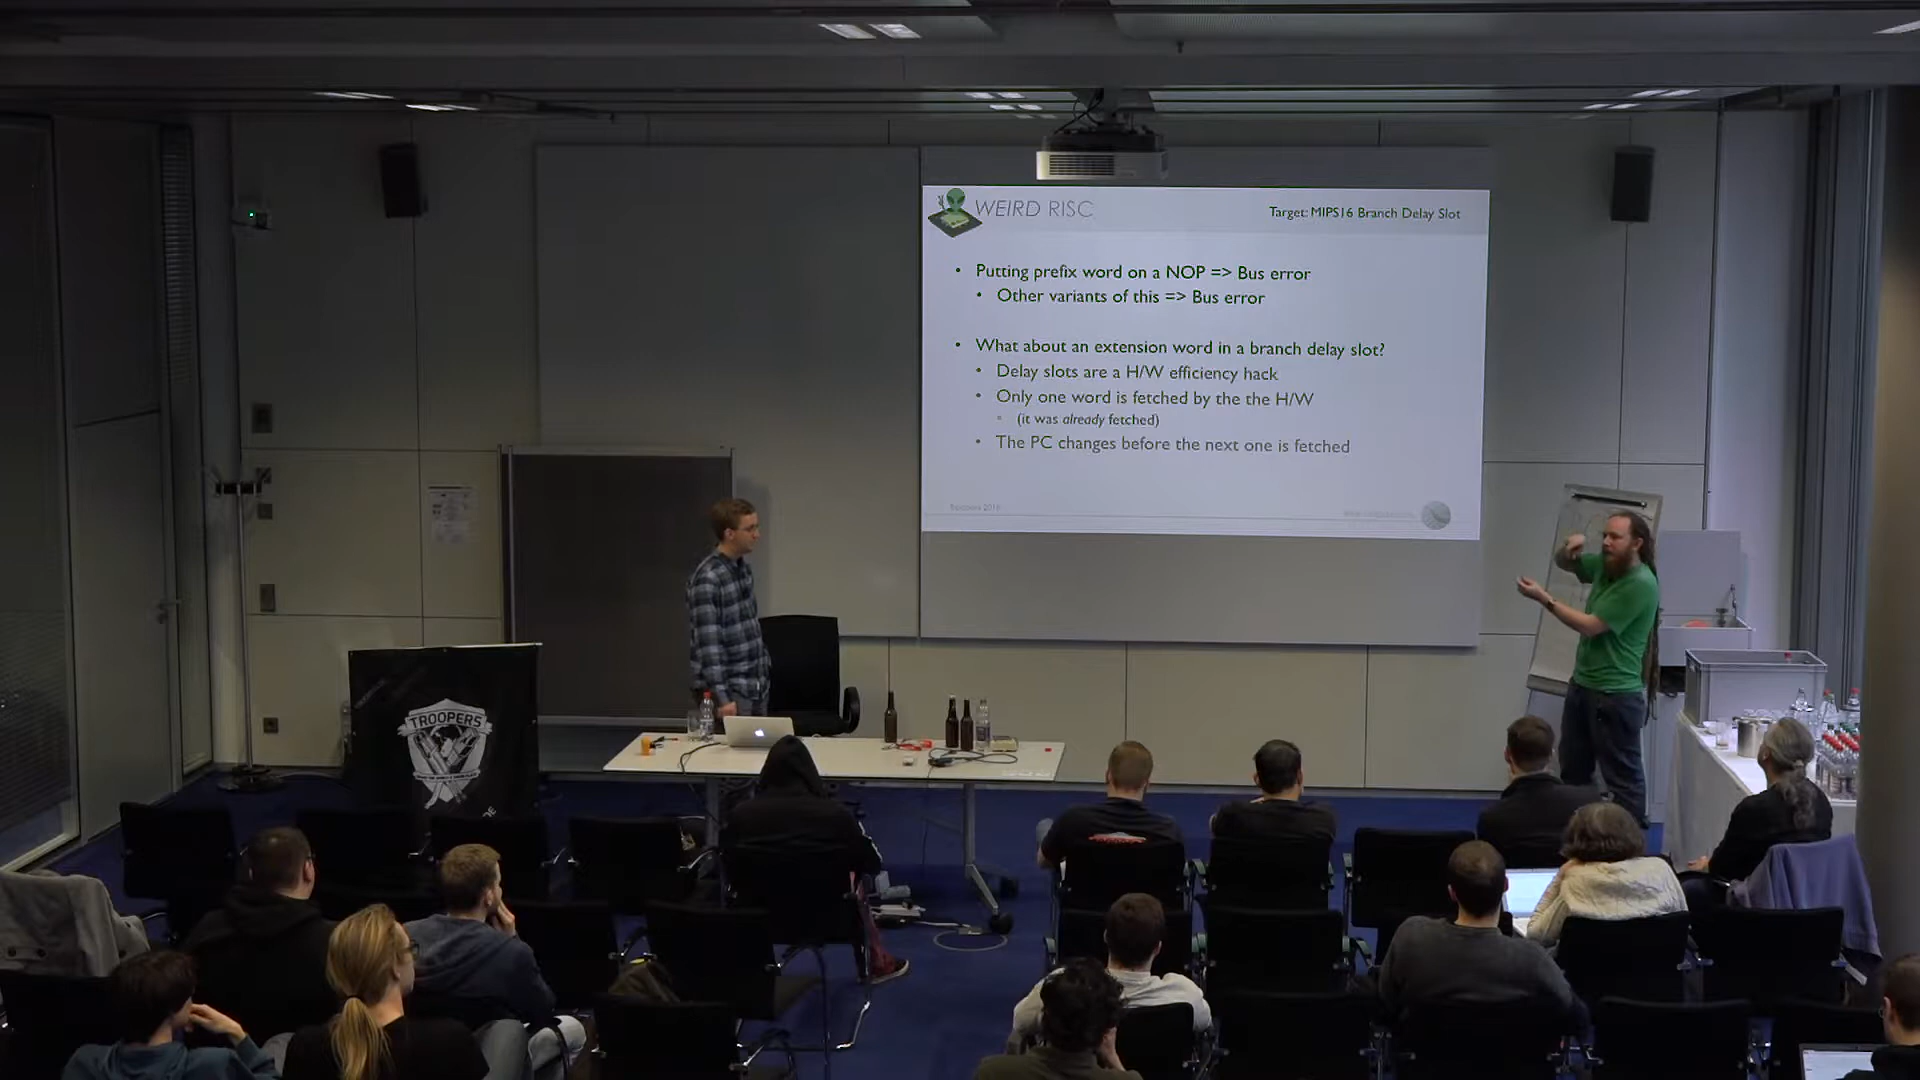 WEIRD RISC
Target: MIPS16 Branch Delay Slot
• Putting prefix word on a NOP => Bus error
• Other variants of this => Bus error
• What about an extension word in a branch delay slot?
• Delay slots are a H/W efficiency hack
• Only one word is fetched by the the H/W
• (it was already fetched)
• The PC changes before the next one is fetched
Troopers 2016
TROOPERS